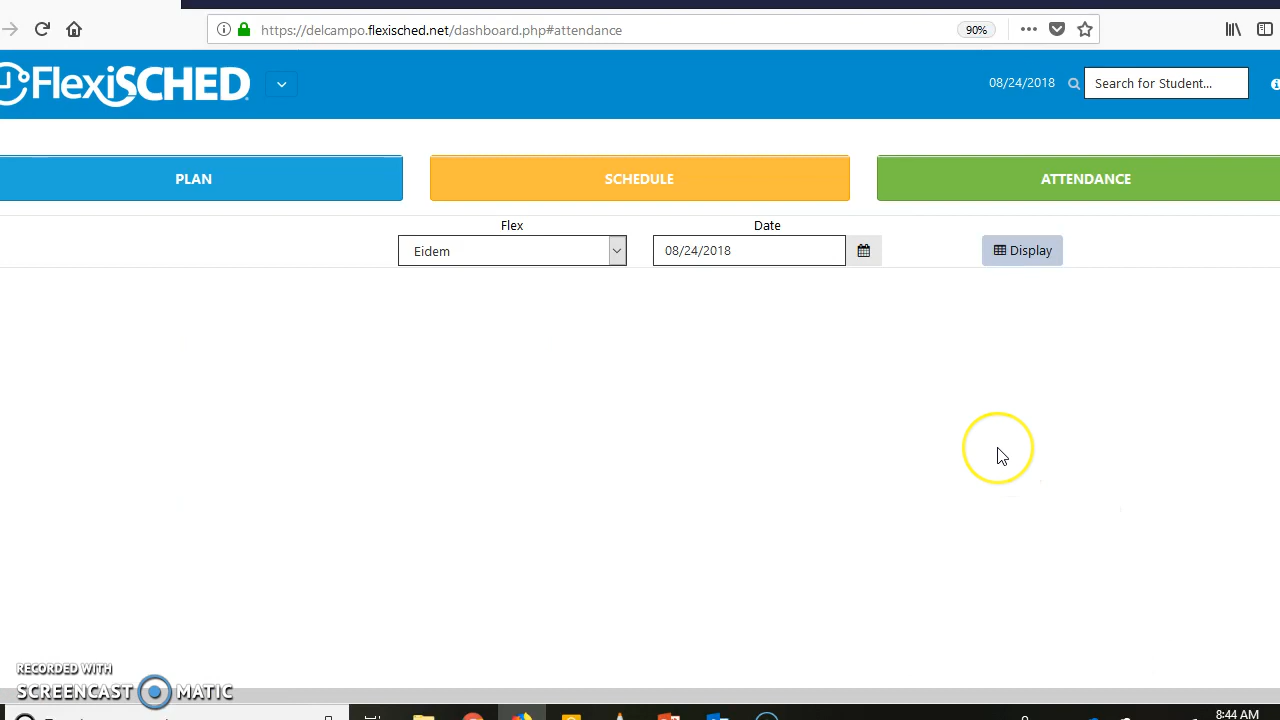 https://delcampo.flexisched.net/dashboard.php#attendance
90%
FlexiSCHED
08/24/2018
Search for Student...
PLAN
SCHEDULE
ATTENDANCE
Flex
Date
Eidem
08/24/2018
Display
RECORDED WITH
SCREENCAST MATIC
8:44 AM